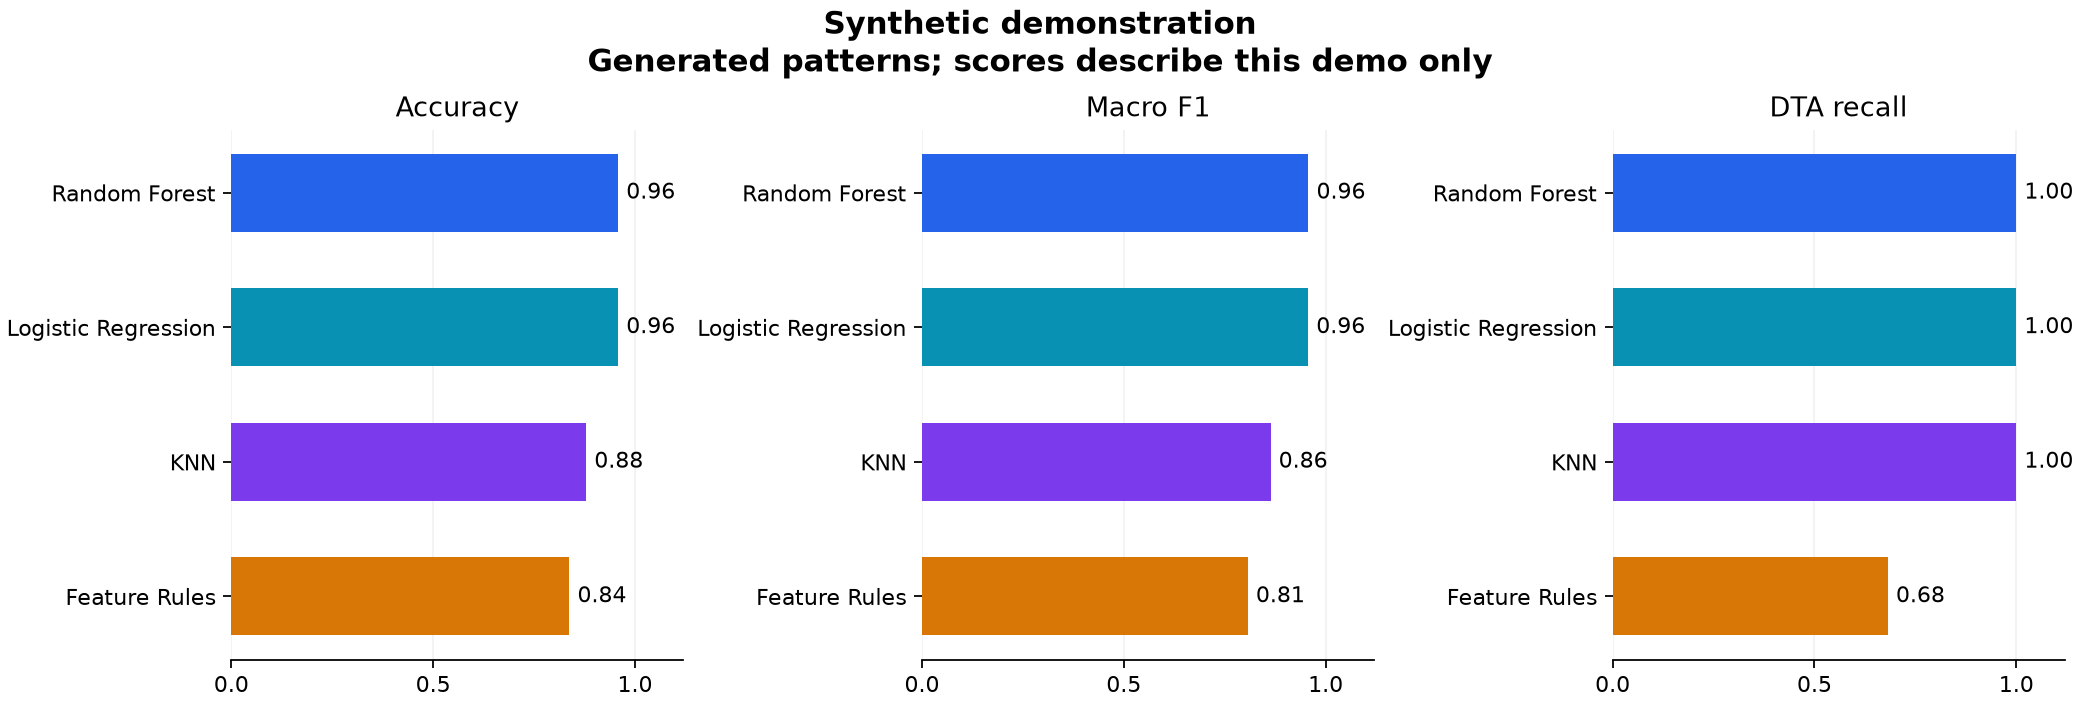 Synthetic demonstration
Generated patterns; scores describe this demo only
Accuracy
Random Forest 0.96
Logistic Regression 0.96
KNN 0.88
Feature Rules 0.84
0.0 0.5 1.0
Macro F1
Random Forest 0.96
Logistic Regression 0.96
KNN 0.86
Feature Rules 0.81
0.0 0.5 1.0
DTA recall
Random Forest 1.00
Logistic Regression 1.00
KNN 1.00
Feature Rules 0.68
0.0 0.5 1.0